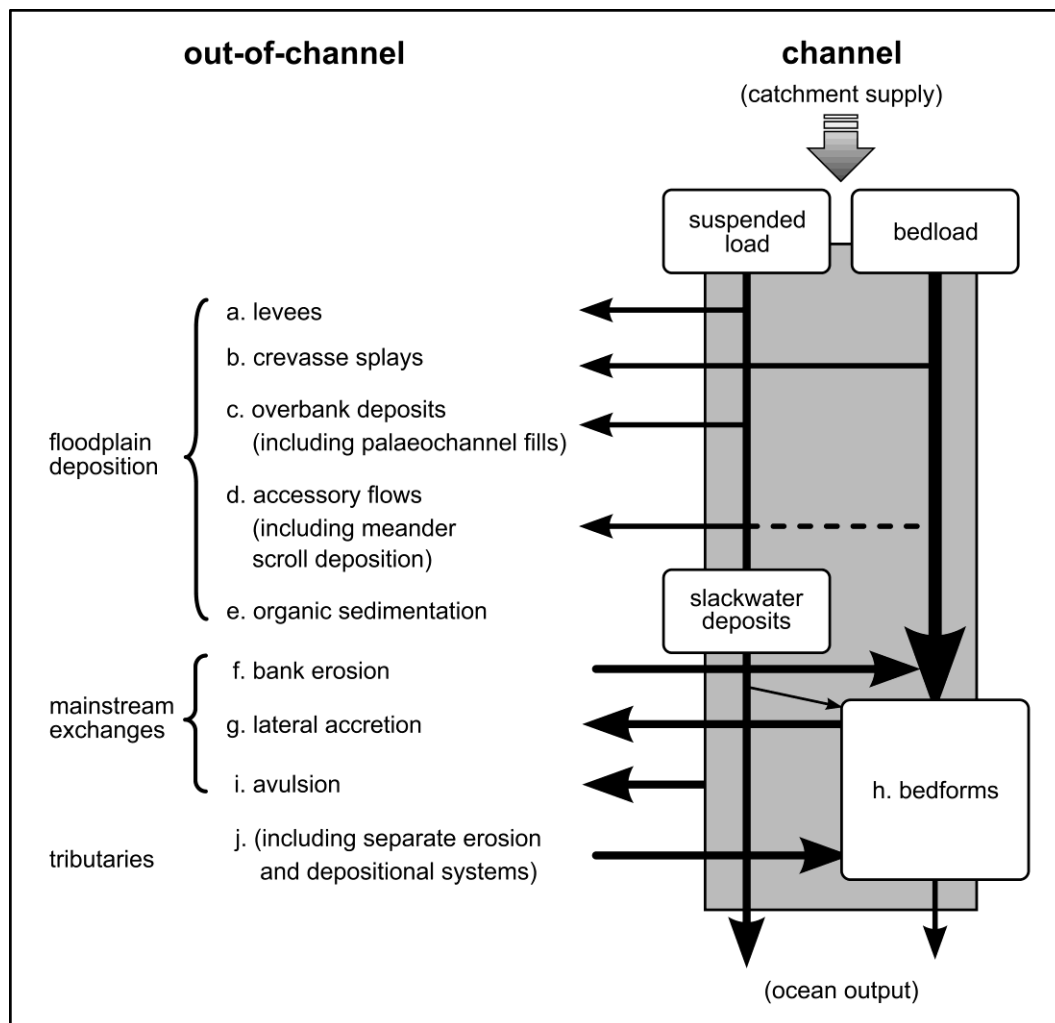 out-of-channel
channel
(catchment supply)
suspended
load
bedload
a. levees
b. crevasse splays
c. overbank deposits
(including palaeochannel fills)
floodplain
deposition
d. accessory flows
(including meander
scroll deposition)
e. organic sedimentation
slackwater
deposits
f. bank erosion
mainstream
exchanges
g. lateral accretion
i. avulsion
h. bedforms
tributaries
j. (including separate erosion
and depositional systems)
(ocean output)